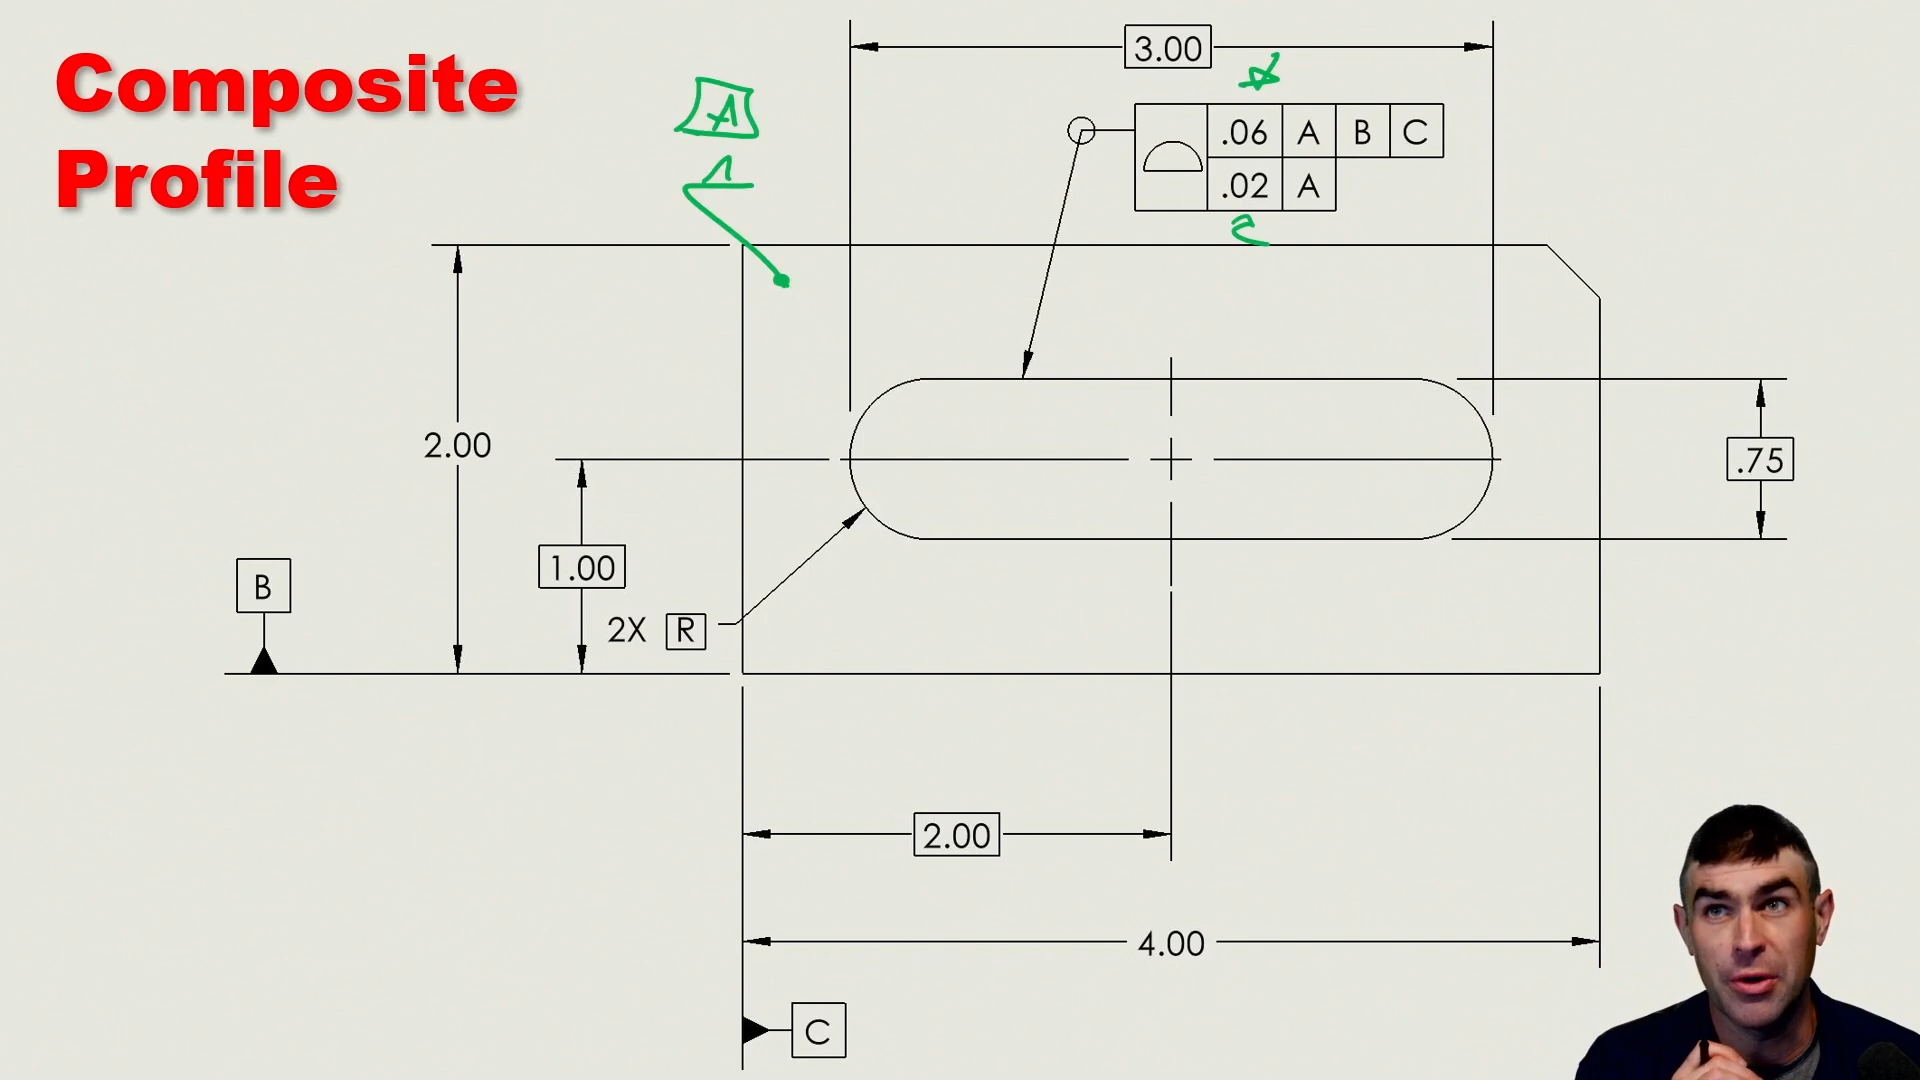 Composite
Profile
3.00
A
.06 A B C
.02 A
2.00
.75
1.00
B
2X R
2.00
4.00
C